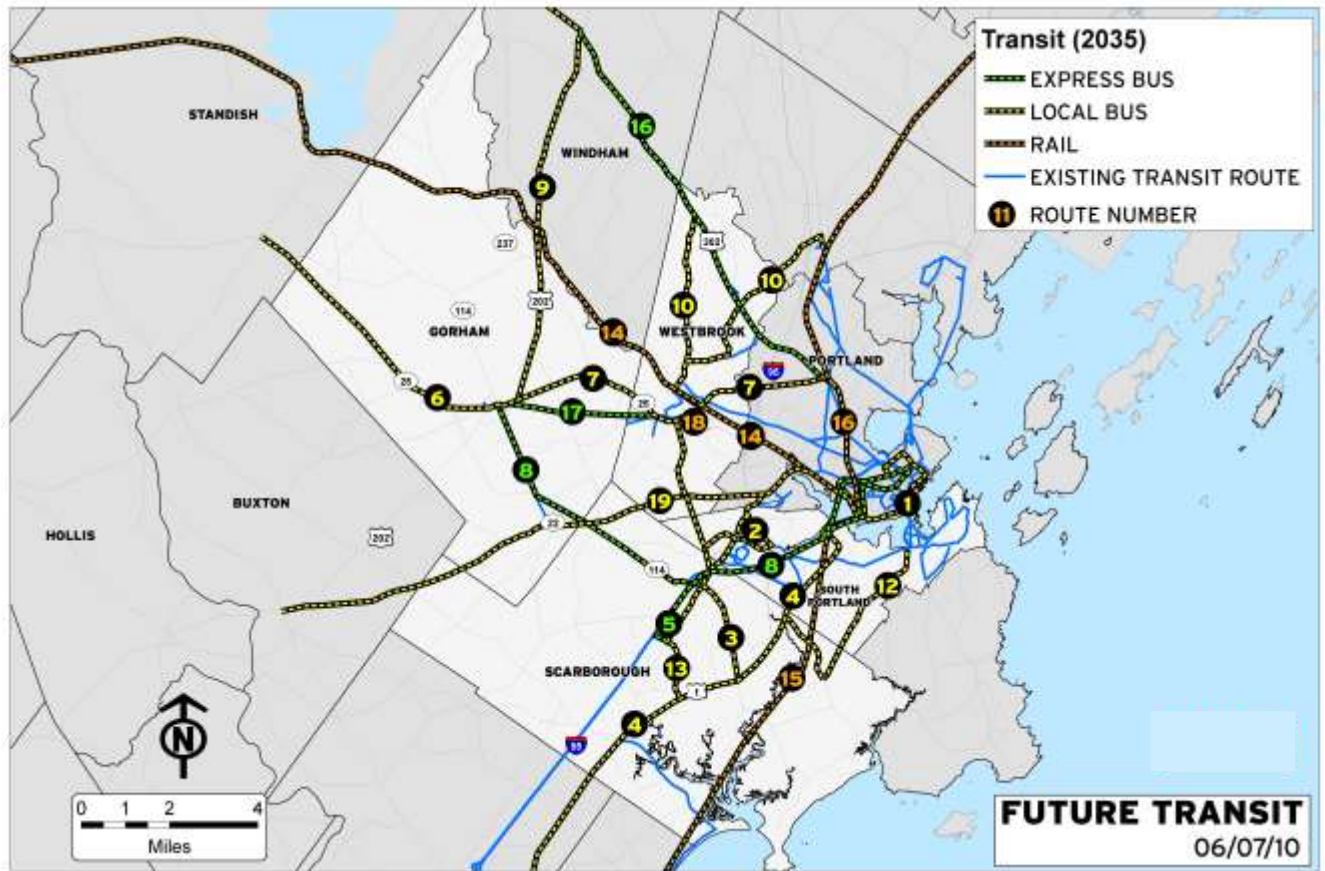 Transit (2035)
EXPRESS BUS
LOCAL BUS
RAIL
EXISTING TRANSIT ROUTE
11 ROUTE NUMBER
STANDISH
16
WINDHAM
9
237
302
10
202
10
114
GORHAM
14
WESTBROOK
PORTLAND
95
25
6
7
7
17
25
18
14
16
8
BUXTON
19
1
HOLLIS
202
22
2
114
8
4
SOUTH
PORTLAND
12
5
3
SCARBOROUGH
13
15
1
4
95
N
0 1 2 4
Miles
FUTURE TRANSIT
06/07/10